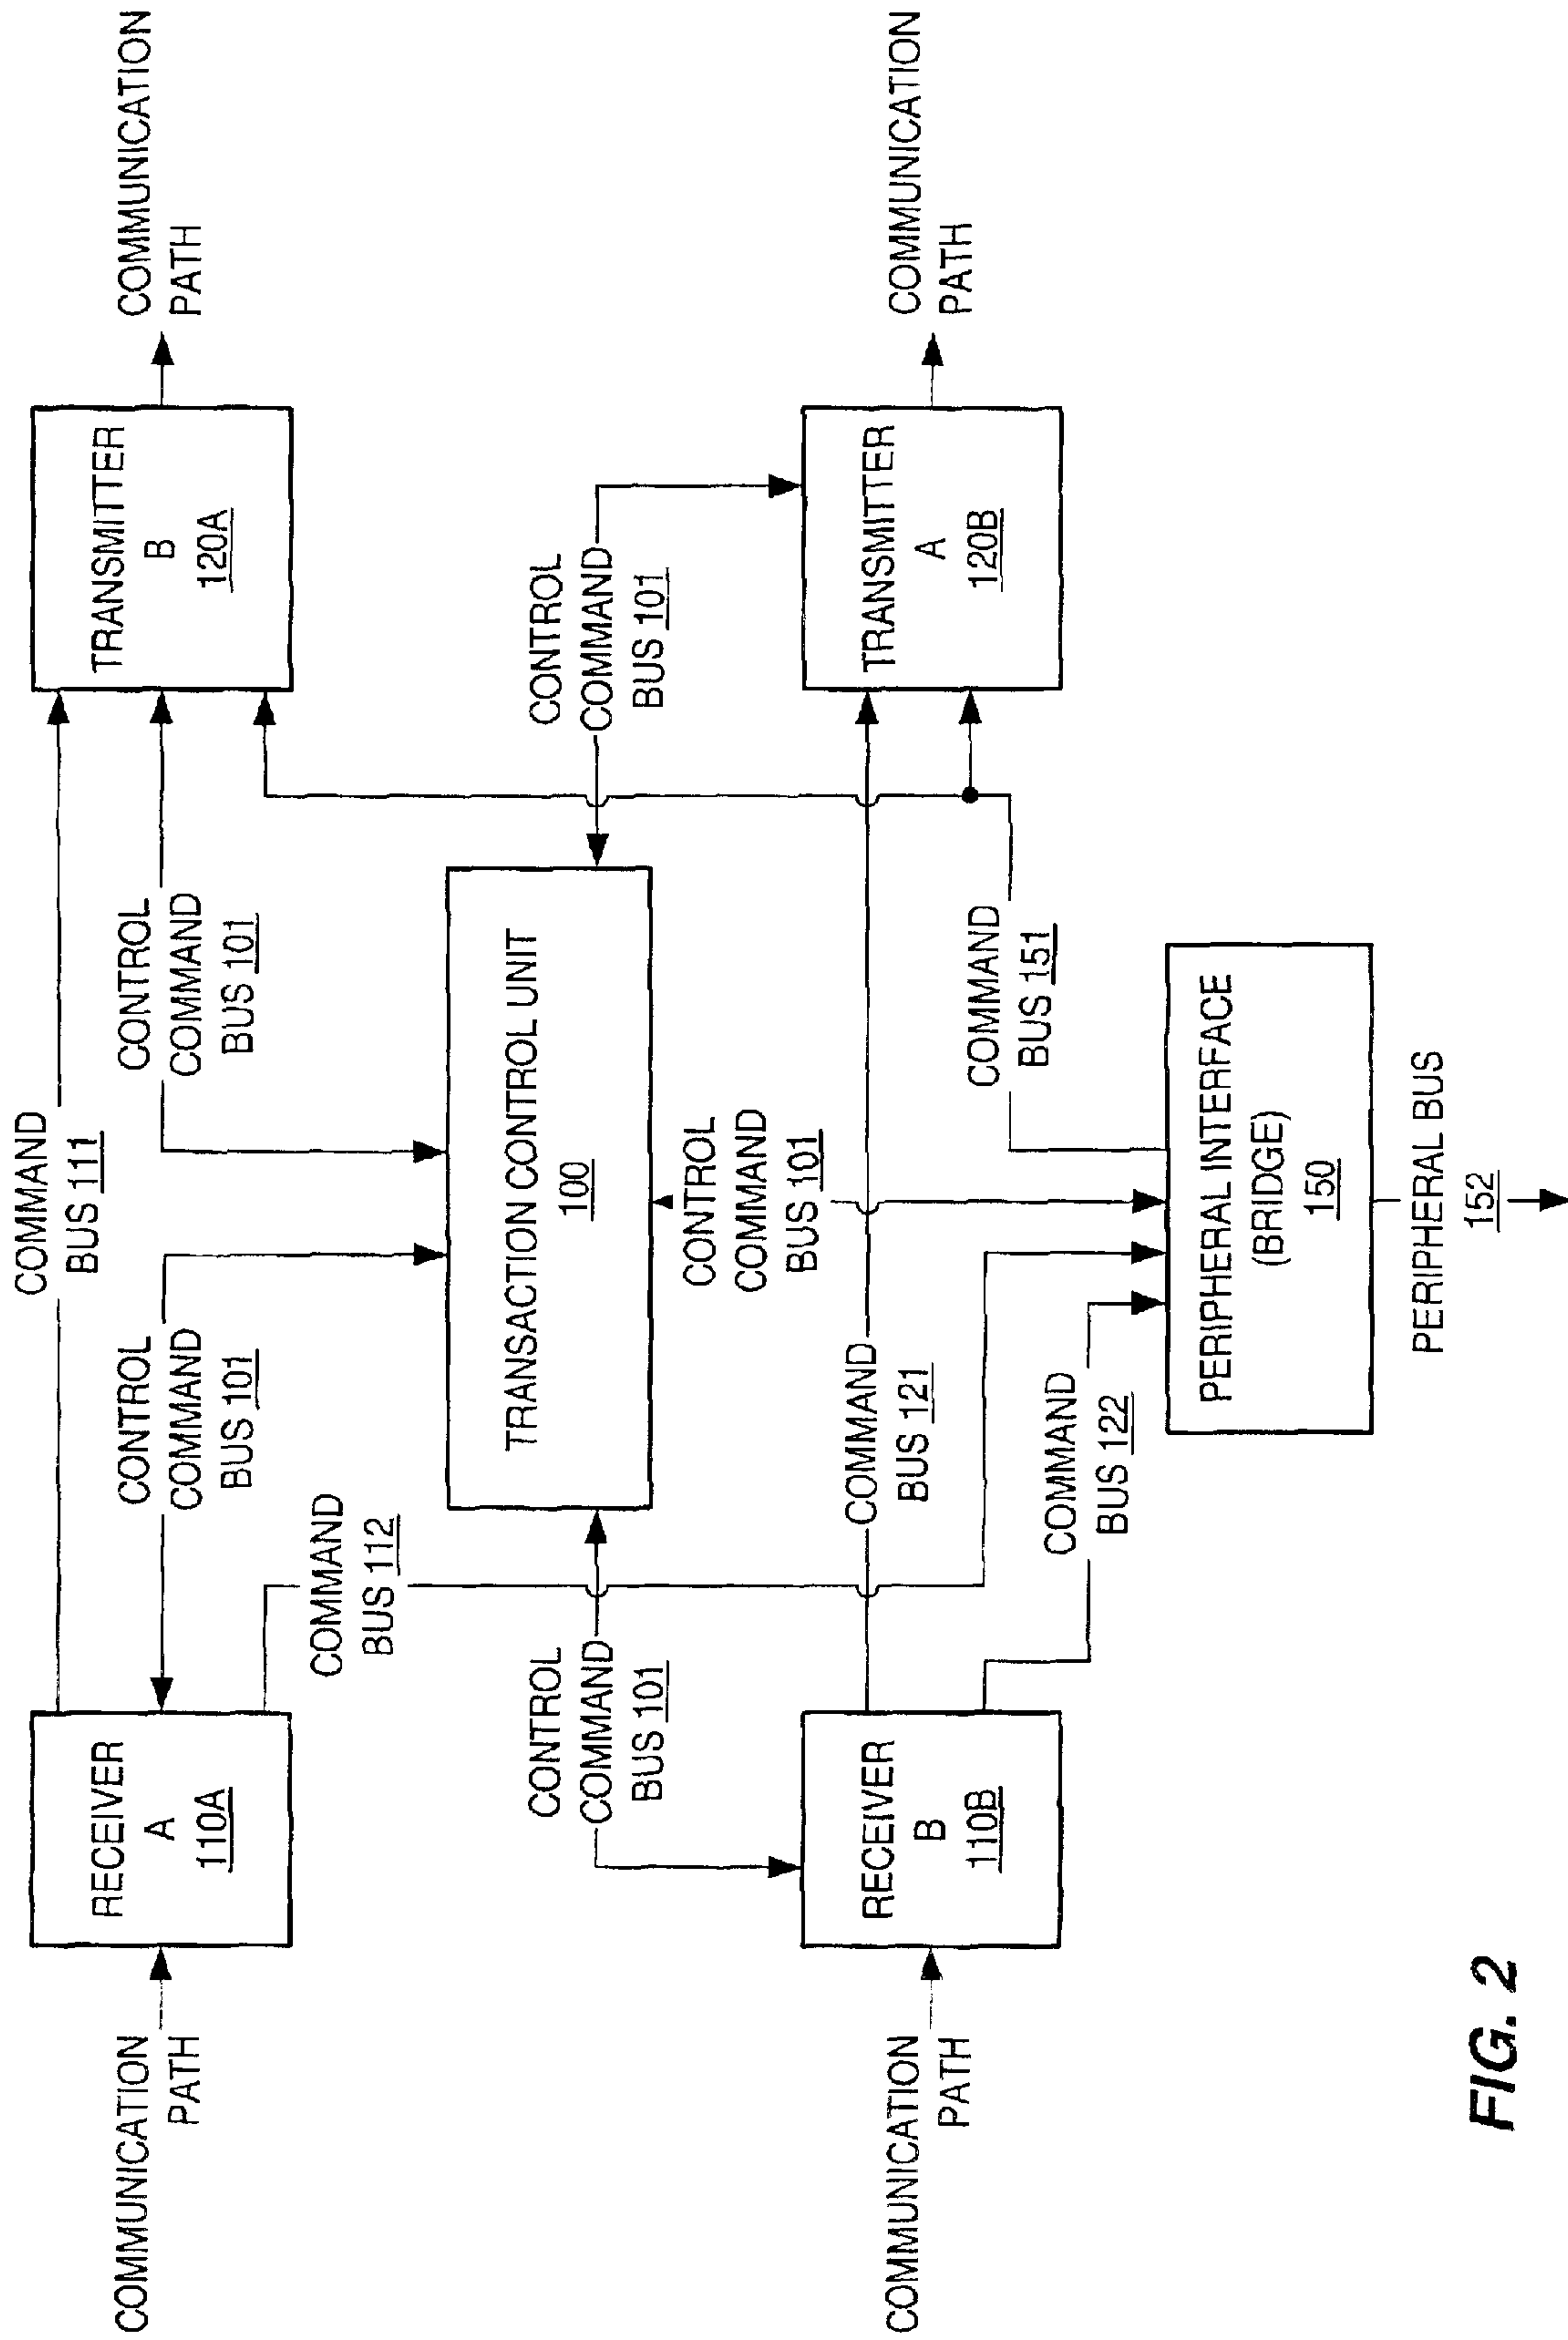 COMMAND
BUS 111
COMMUNICATION
PATH
RECEIVER
A
110A
CONTROL
COMMAND
BUS 101
CONTROL
COMMAND
BUS 101
TRANSMITTER
B
120A
COMMUNICATION
PATH
COMMAND
BUS 112
TRANSACTION CONTROL UNIT
100
CONTROL
COMMAND
BUS 101
CONTROL
COMMAND
BUS 101
CONTROL
COMMAND
BUS 101
COMMUNICATION
PATH
RECEIVER
B
110B
COMMAND
BUS 121
TRANSMITTER
A
120B
COMMUNICATION
PATH
COMMAND
BUS 122
COMMAND
BUS 151
PERIPHERAL INTERFACE
(BRIDGE)
150
PERIPHERAL BUS
152
FIG. 2